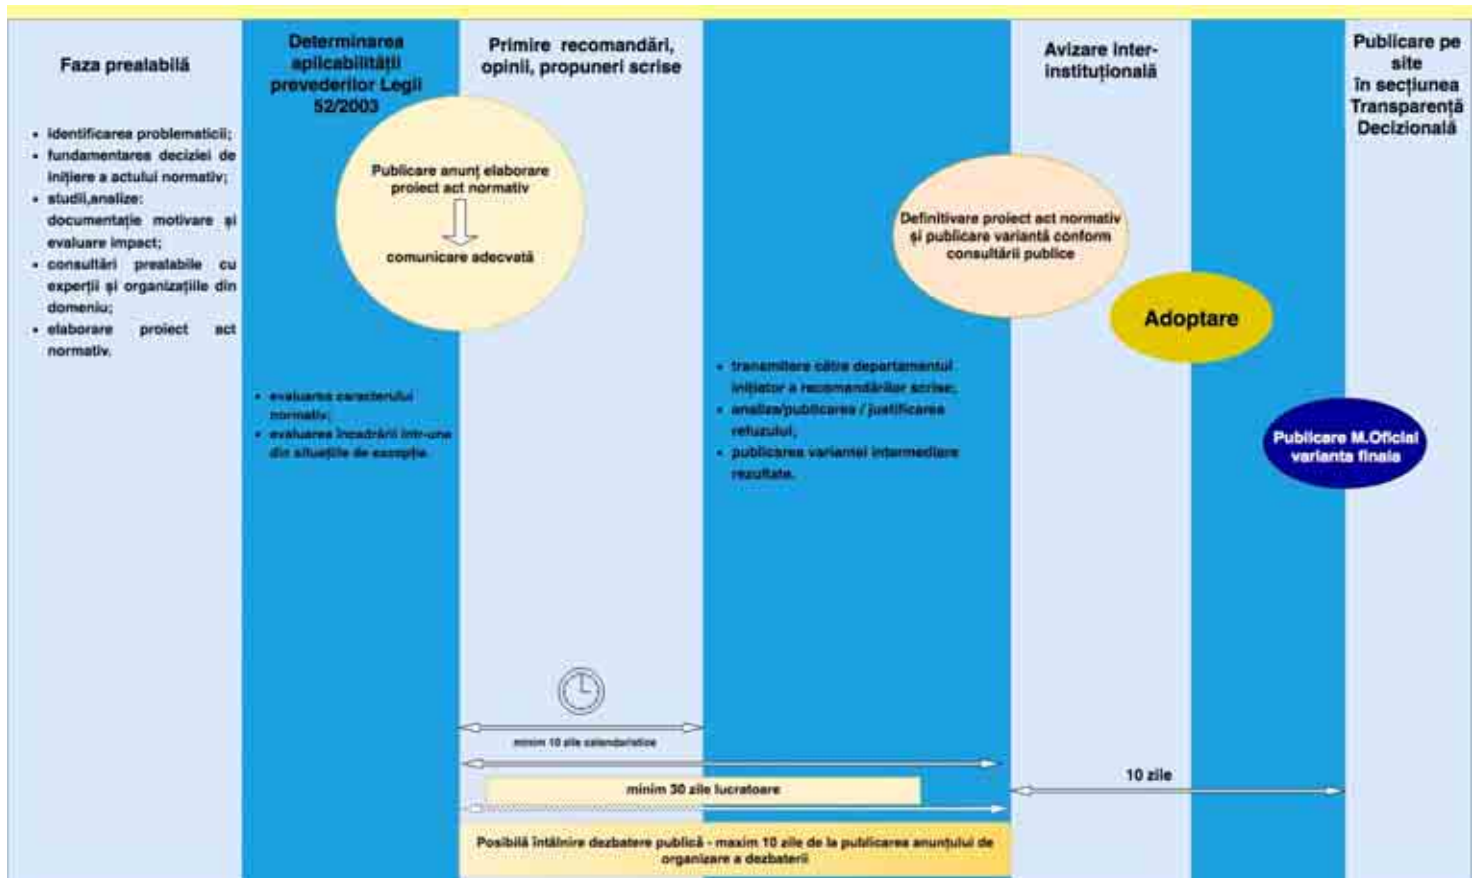 Faza prealabilă
• identificarea problematicii;
• fundamentarea deciziei de
inițiere a actului normativ;
• studii,analize:
documentație motivare și
evaluare impact;
• consultări prealabile cu
experții și organizațiile din
domeniu;
• elaborare proiect act
normativ.
Determinarea
aplicabilității
prevederilor Legii
52/2003
• evaluarea caracterului
normativ;
• evaluarea încadrării într-una
din situațiile de excepție.
Publicare anunț elaborare
proiect act normativ
comunicare adecvată
Primire recomandări,
opinii, propuneri scrise
• transmitere către departamentul
inițiator a recomandărilor scrise;
• analiza/publicarea / justificarea
refuzului;
• publicarea variantei intermediare
rezultate.
Definitivare proiect act normativ
și publicare variantă conform
consultării publice
Avizare inter-
instituțională
Adoptare
Publicare M.Oficial
varianta finala
Publicare pe
site
în secțiunea
Transparență
Decizională
minim 10 zile calendaristice
minim 30 zile lucratoare
10 zile
Posibilă întâlnire dezbatere publică - maxim 10 zile de la publicarea anunțului de
organizare a dezbaterii